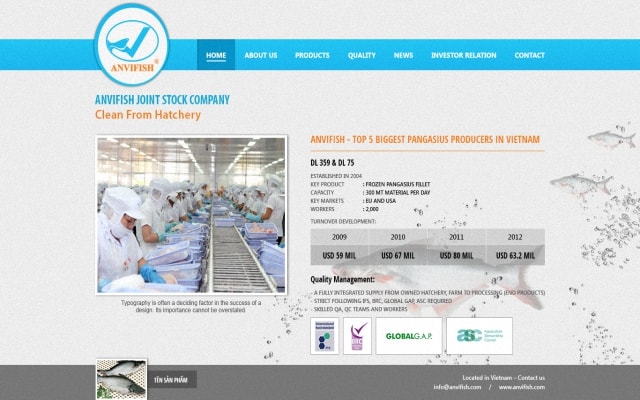 ANVIFISH ®
HOME ABOUT US PRODUCTS QUALITY NEWS INVESTOR RELATION CONTACT
ANVIFISH JOINT STOCK COMPANY
Clean From Hatchery
Typography is often a deciding factor in the success of a
design. Its importance cannot be overstated
ANVIFISH - TOP 5 BIGGEST PANGASIUS PRODUCERS IN VIETNAM
DL 359 & DL 75
ESTABLISHED IN 2004
KEY PRODUCT : FROZEN PANGASIUS FILLET
CAPACITY : 300 MT MATERIAL PER DAY
KEY MARKETS : EU AND USA
WORKERS : 2,000
TURNOVER DEVELOPMENT:
2009 2010 2011 2012
USD 59 MIL USD 67 MIL USD 80 MIL USD 63.2 MIL
Quality Management:
- A FULLY INTEGRATED SUPPLY FROM OWNED HATCHERY, FARM TO PROCESSING (END PRODUCTS)
- STRICT FOLLOWING IFS, BRC, GLOBAL GAP, ASC REQUIRED
- SKILLED QA, QC TEAMS AND WORKERS
BRC
GLOBALG.A.P.
asc Aquaculture
Stewardship
Council
TÊN SẢN PHẨM
Located in Vietnam - Contact us
info@anvifish.com / www.anvifish.com